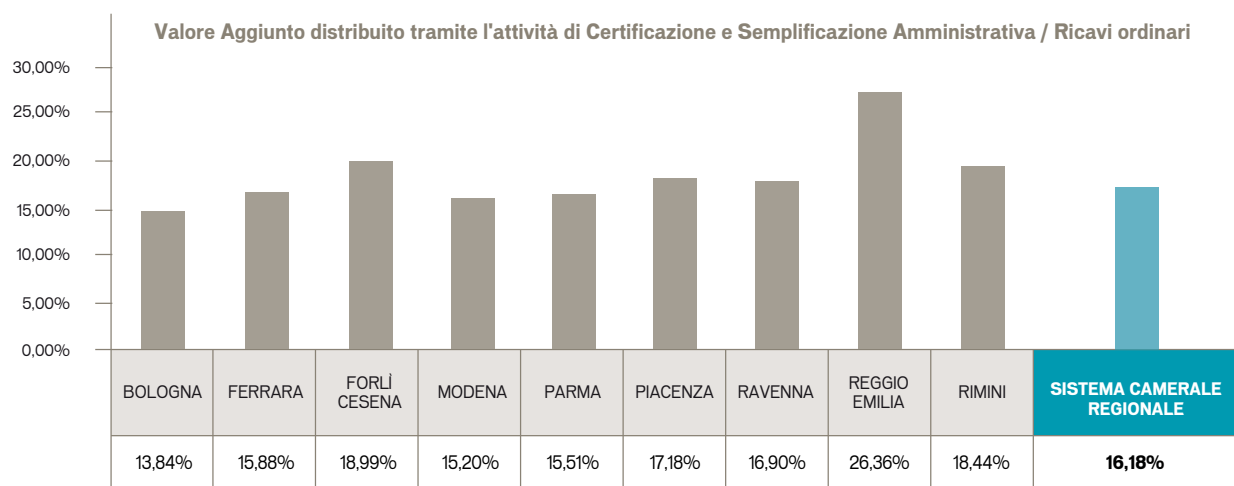 Valore Aggiunto distribuito tramite l'attività di Certificazione e Semplificazione Amministrativa / Ricavi ordinari
30,00%
25,00%
20,00%
15,00%
10,00%
5,00%
0,00%
BOLOGNA
FERRARA
FORLÌ
CESENA
MODENA
PARMA
PIACENZA
RAVENNA
REGGIO
EMILIA
RIMINI
SISTEMA CAMERALE
REGIONALE
13,84%
15,88%
18,99%
15,20%
15,51%
17,18%
16,90%
26,36%
18,44%
16,18%